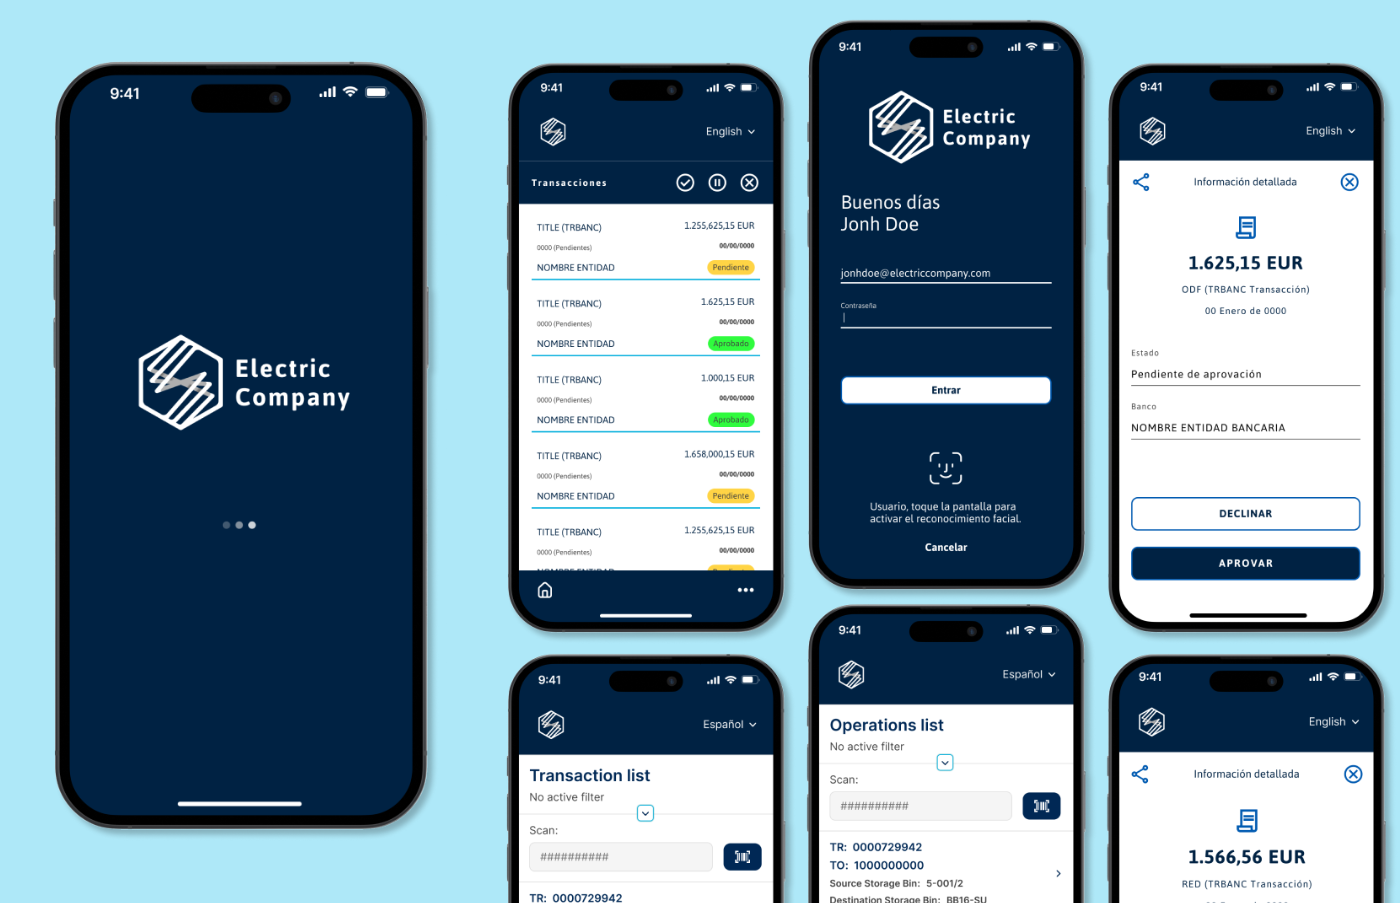 9:41
Electric
Company
9:41
English
Transacciones
TITLE (TRBANC)
1.255,625,15 EUR
0000 (Pendientes)
00/00/0000
NOMBRE ENTIDAD
Pendiente
TITLE (TRBANC)
1.625,15 EUR
0000 (Pendientes)
00/00/0000
NOMBRE ENTIDAD
Aprobado
TITLE (TRBANC)
1.000,15 EUR
0000 (Pendientes)
00/00/0000
NOMBRE ENTIDAD
Aprobado
TITLE (TRBANC)
1.658,000,15 EUR
0000 (Pendientes)
00/00/0000
NOMBRE ENTIDAD
Pendiente
TITLE (TRBANC)
1.255,625,15 EUR
0000 (Pendientes)
00/00/0000
9:41
Electric
Company
Buenos días
Jonh Doe
jonhdoe@electriccompany.com
Contraseña
Entrar
Usuario, toque la pantalla para
activar el reconocimiento facial.
Cancelar
9:41
English
Información detallada
1.625,15 EUR
ODF (TRBANC Transacción)
00 Enero de 0000
Estado
Pendiente de aprovación
Banco
NOMBRE ENTIDAD BANCARIA
DECLINAR
APROVAR
9:41
Español
Transaction list
No active filter
Scan:
##########
TR: 0000729942
9:41
Español
Operations list
No active filter
Scan:
##########
TR: 0000729942
TO: 1000000000
Source Storage Bin: 5-001/2
Destination Storage Bin: BB16-SU
9:41
English
Información detallada
1.566,56 EUR
RED (TRBANC Transacción)